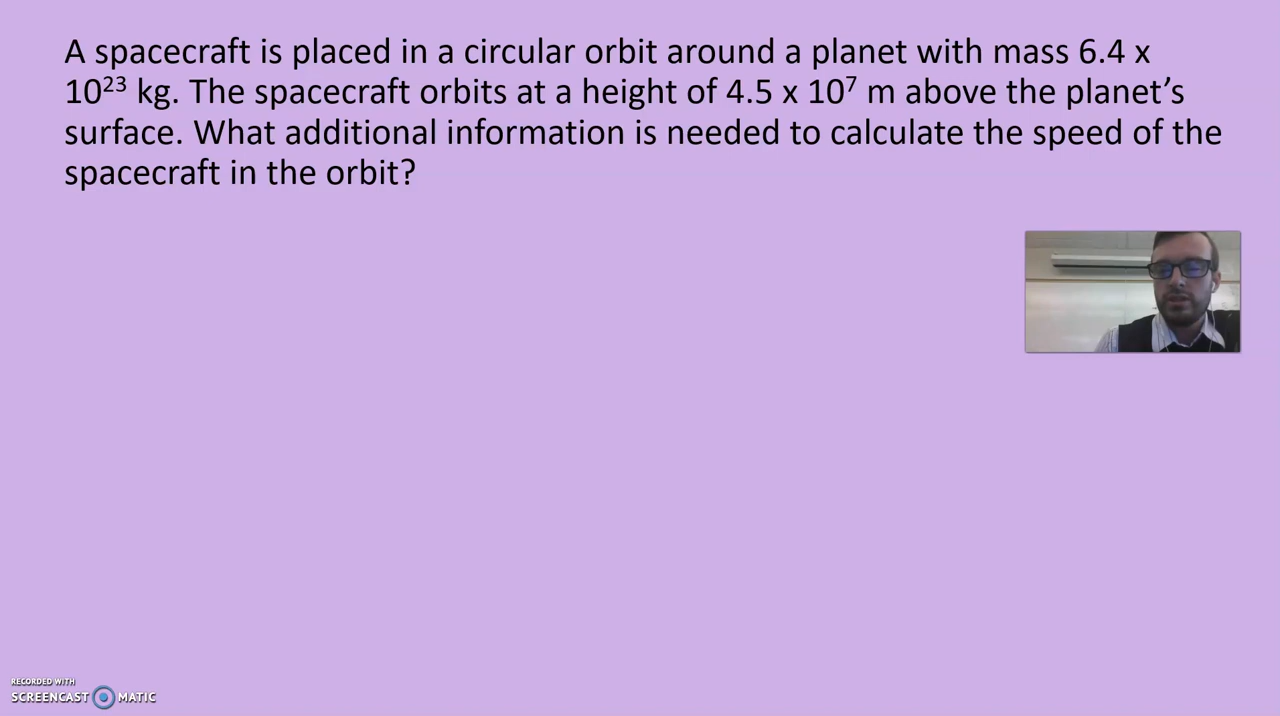 A spacecraft is placed in a circular orbit around a planet with mass 6.4 x
10²³ kg. The spacecraft orbits at a height of 4.5 x 10⁷ m above the planet’s
surface. What additional information is needed to calculate the speed of the
spacecraft in the orbit?
RECORDED WITH
SCREENCAST MATIC